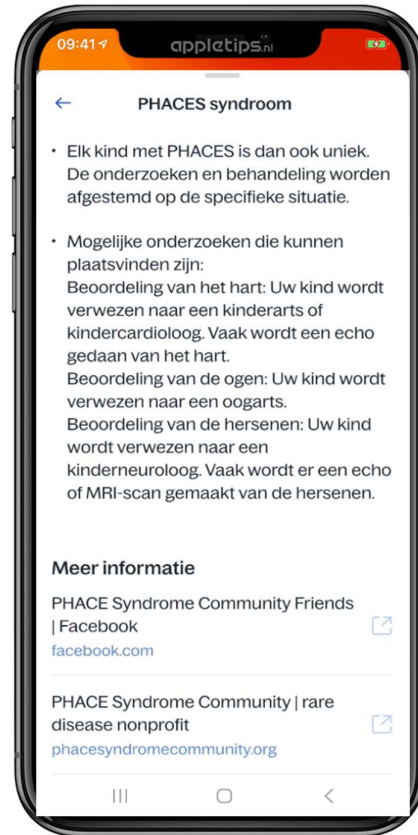 09:41
appletips.nl
PHACES syndroom
• Elk kind met PHACES is dan ook uniek.
De onderzoeken en behandeling worden
afgestemd op de specifieke situatie.
• Mogelijke onderzoeken die kunnen
plaatsvinden zijn:
Beoordeling van het hart: Uw kind wordt
verwezen naar een kinderarts of
kindercardioloog. Vaak wordt een echo
gedaan van het hart.
Beoordeling van de ogen: Uw kind wordt
verwezen naar een oogarts.
Beoordeling van de hersenen: Uw kind
wordt verwezen naar een
kinderneuroloog. Vaak wordt er een echo
of MRI-scan gemaakt van de hersenen.
Meer informatie
PHACE Syndrome Community Friends
| Facebook
facebook.com
PHACE Syndrome Community | rare
disease nonprofit
phacesyndromecommunity.org